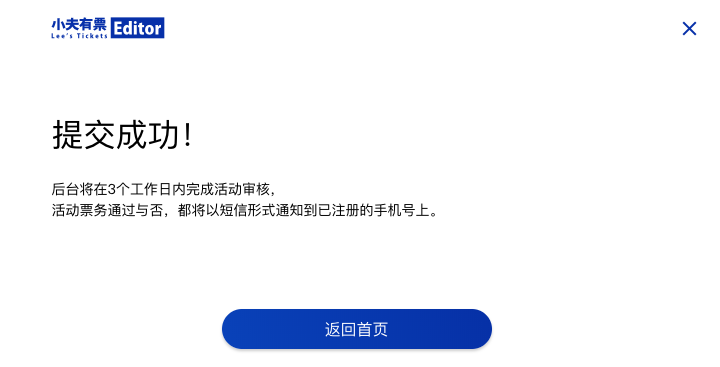 小夫有票 Editor
Lee's Tickets
提交成功！
后台将在3个工作日内完成活动审核，
活动票务通过与否，都将以短信形式通知到已注册的手机号上。
返回首页